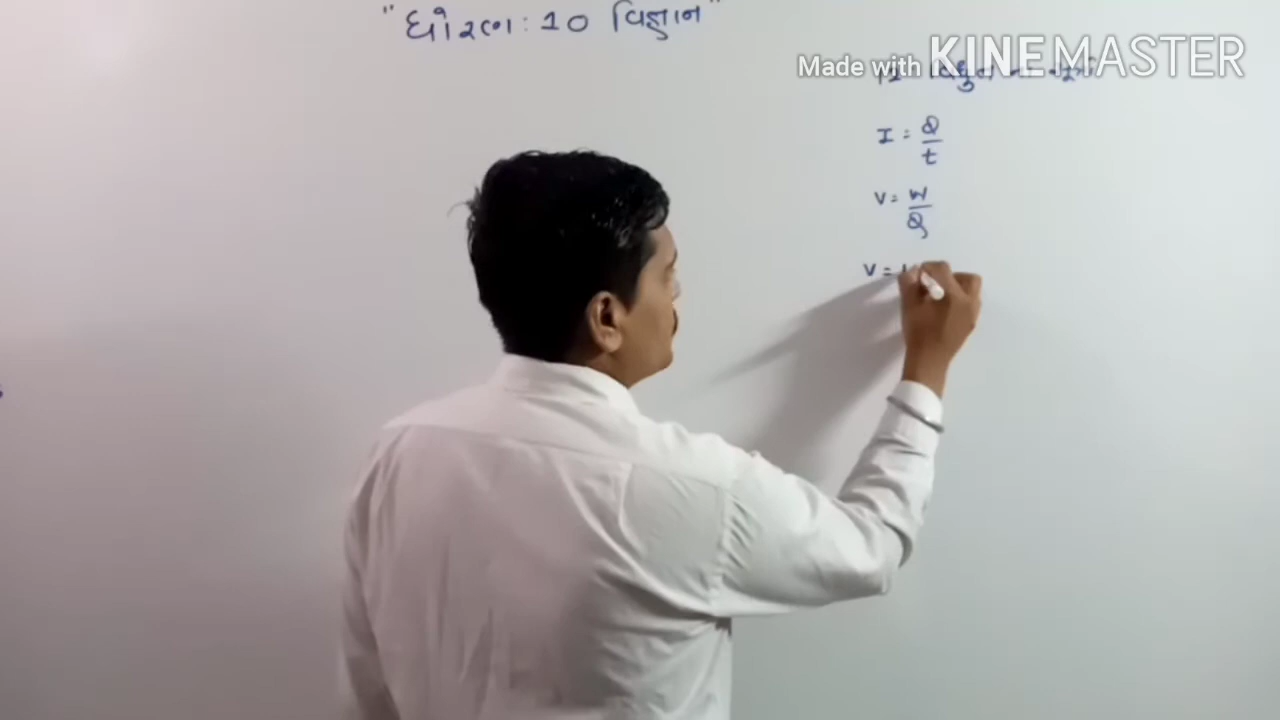 "ધોરણ: 10 વિજ્ઞાન"
Made with KINEMASTER
I = Q/t
V = W/Q
V = I